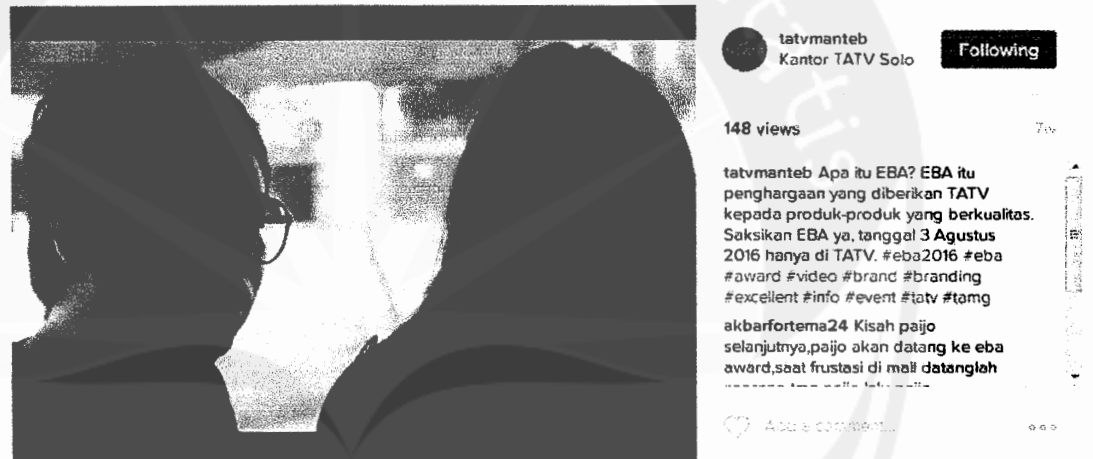 tatvmanteb
Kantor TATV Solo
Following
148 views
7w
tatvmanteb Apa itu EBA? EBA itu
penghargaan yang diberikan TATV
kepada produk-produk yang berkualitas.
Saksikan EBA ya, tanggal 3 Agustus
2016 hanya di TATV. #eba2016 #eba
#award #video #brand #branding
#excellent #info #event #tatv #tamg
akbarfortema24 Kisah paijo
selanjutnya,paijo akan datang ke eba
award,saat frustasi di mall datanglah
Add a comment...